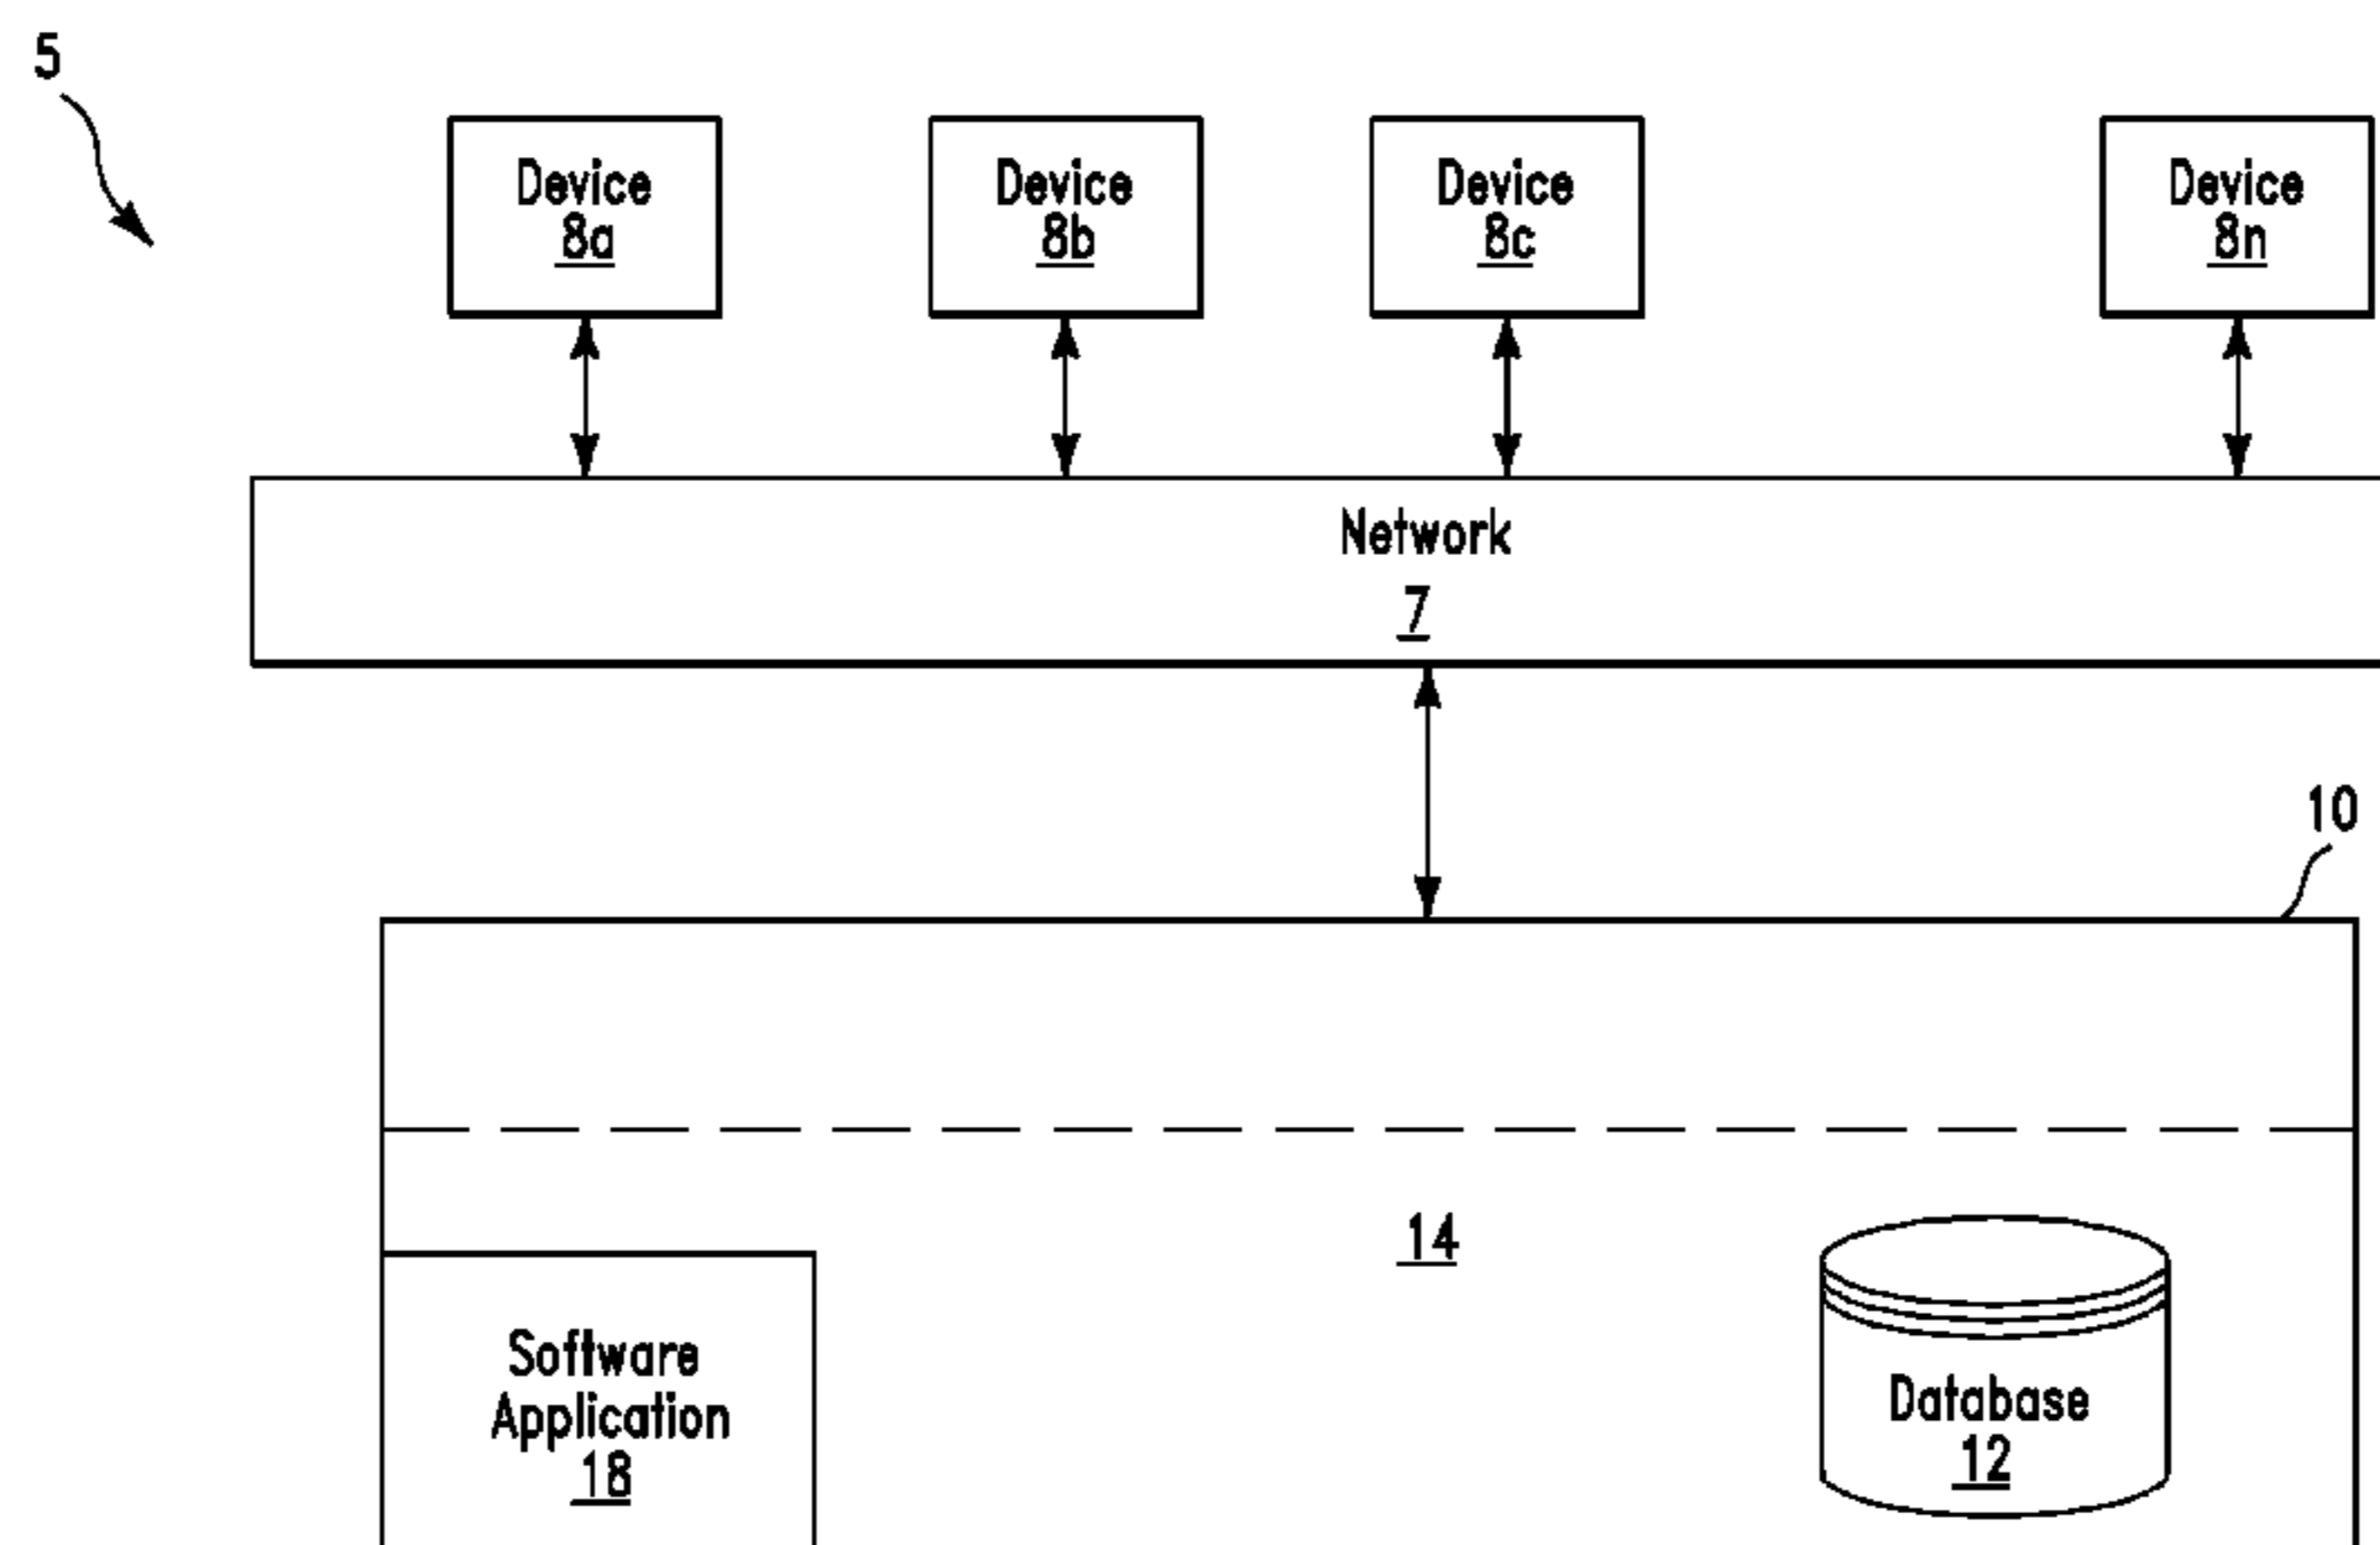 5
Device
8a
Device
8b
Device
8c
Device
8n
Network
7
10
14
Software
Application
18
Database
12